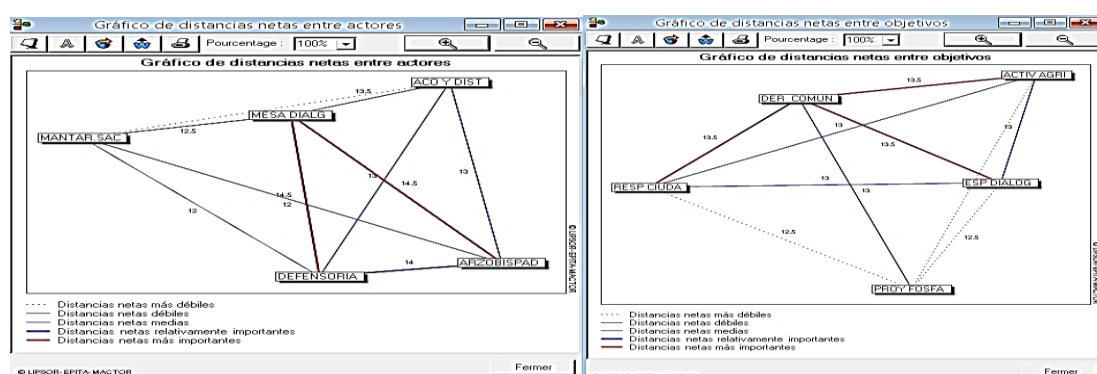 Gráfico de distancias netas entre actores
Pourcentage : 100%
Gráfico de distancias netas entre actores
ACO Y DIST
13.5
MESA DIALG
12.5
MANTAR.SAC
14.5
13
14.5
13
12
12
14
ARZOBISPAD
DEFENSORIA
©LIPSOR-EPITA-MACTOR
Distancias netas más débiles
Distancias netas débiles
Distancias netas medias
Distancias netas relativamente importantes
Distancias netas más importantes
Fermer
© LIPSOR-EPITA-MACTOR
Gráfico de distancias netas entre objetivos
Pourcentage : 100%
Gráfico de distancias netas entre objetivos
ACTIV AGRI
13.5
DER COMUN
13
13.5
13.5
13
RESP CIUDA
ESP DIALOG
13
12.5
12.5
PROY FOSFA
Distancias netas más débiles
Distancias netas débiles
Distancias netas medias
Distancias netas relativamente importantes
Distancias netas más importantes
Fermer